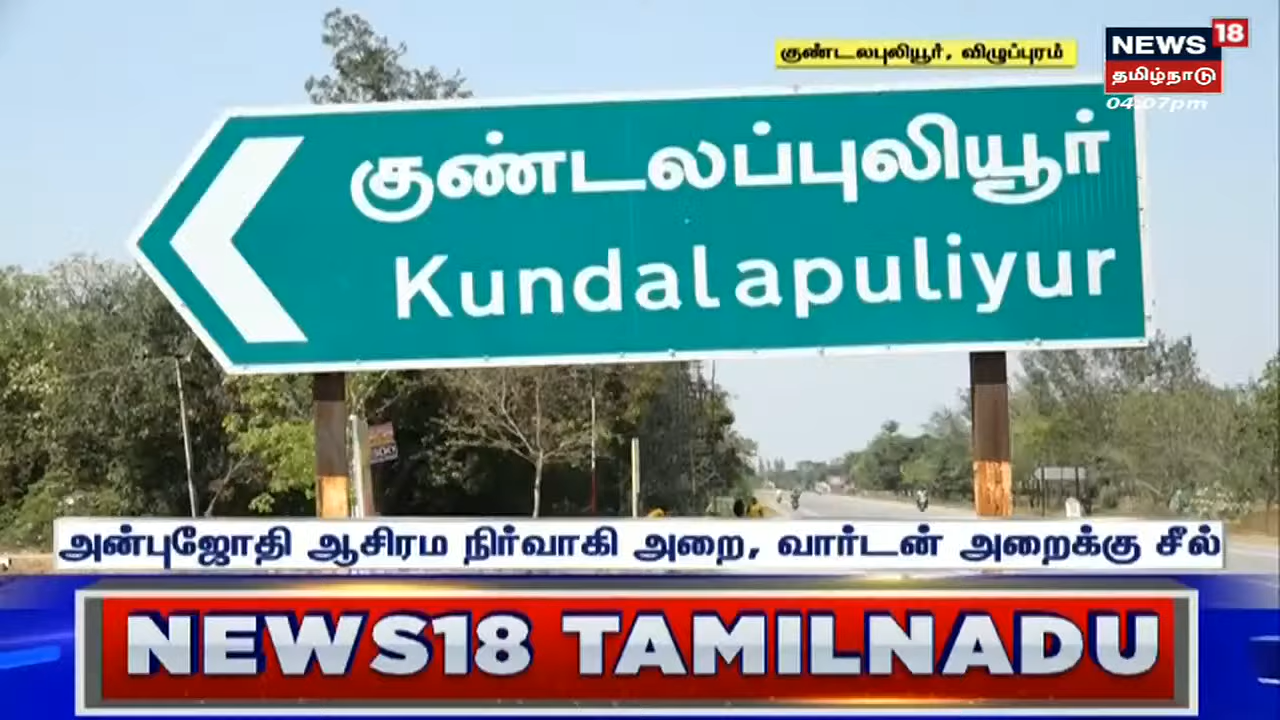 குண்டலபுலியூர், விழுப்புரம்
NEWS 18
தமிழ்நாடு
04:07pm
குண்டலப்புலியூர்
Kundalapuliyur
அன்புஜோதி ஆசிரம நிர்வாகி அறை, வார்டன் அறைக்கு சீல்
NEWS18 TAMILNADU